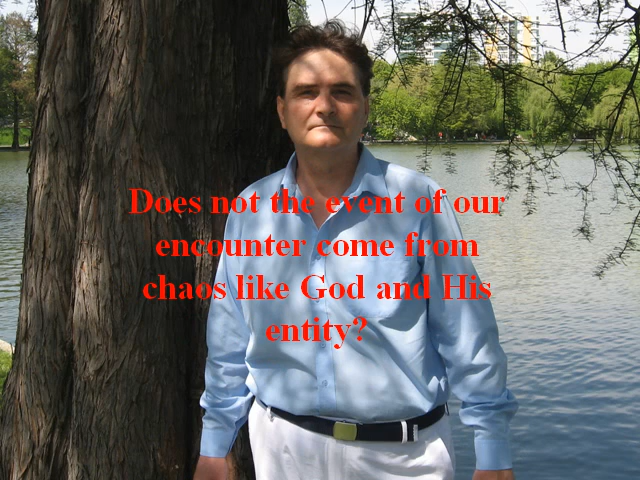 Does not the event of our
encounter come from
chaos like God and His
entity?